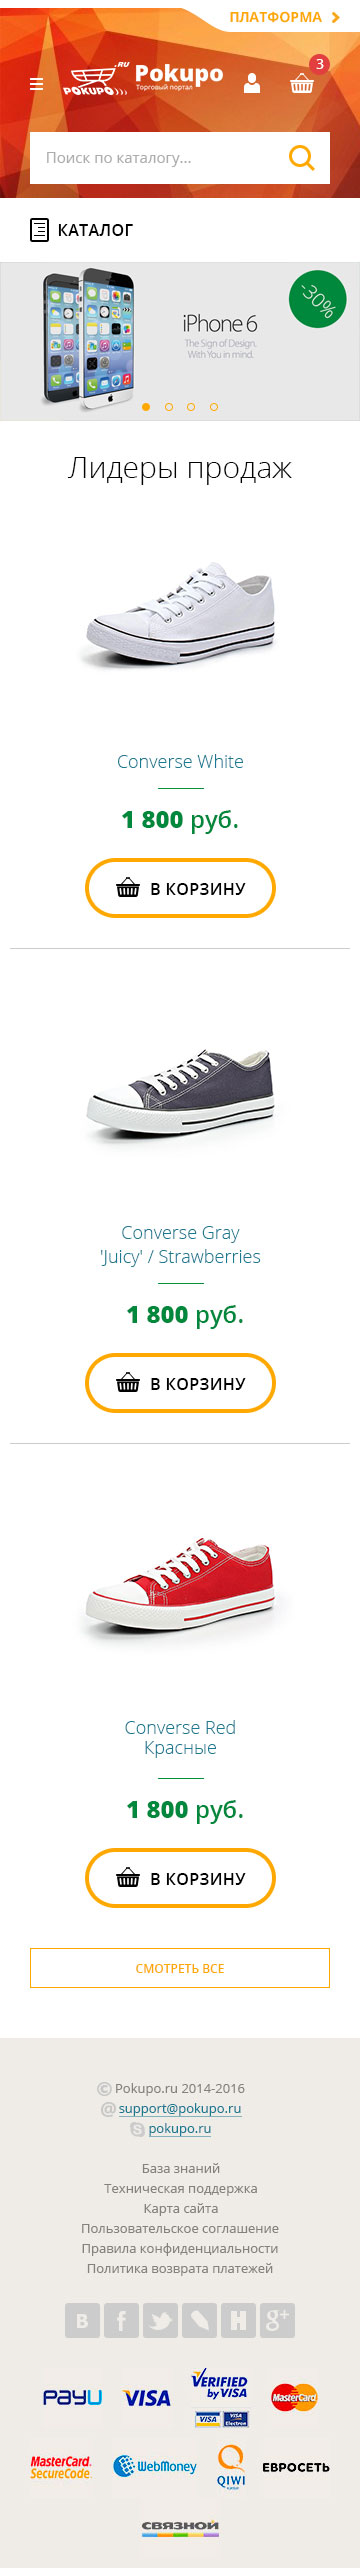 ПЛАТФОРМА
POKUPO.RU
Pokupo
Торговый портал
3
Поиск по каталогу...
КАТАЛОГ
-30%
iPhone 6
The Sign of Design.
With You in mind.
Лидеры продаж
Converse White
1 800 руб.
В КОРЗИНУ
Converse Gray
'Juicy' / Strawberries
1 800 руб.
В КОРЗИНУ
Converse Red
Красные
1 800 руб.
В КОРЗИНУ
СМОТРЕТЬ ВСЕ
© Pokupo.ru 2014-2016
@ support@pokupo.ru
pokupo.ru
База знаний
Техническая поддержка
Карта сайта
Пользовательское соглашение
Правила конфиденциальности
Политика возврата платежей
B f H g+
PAYU VISA VERIFIED by VISA MasterCard
VISA VISA Electron
MasterCard. SecureCode. WebMoney QIWI ЕВРОСЕТЬ
СВЯЗНОЙ